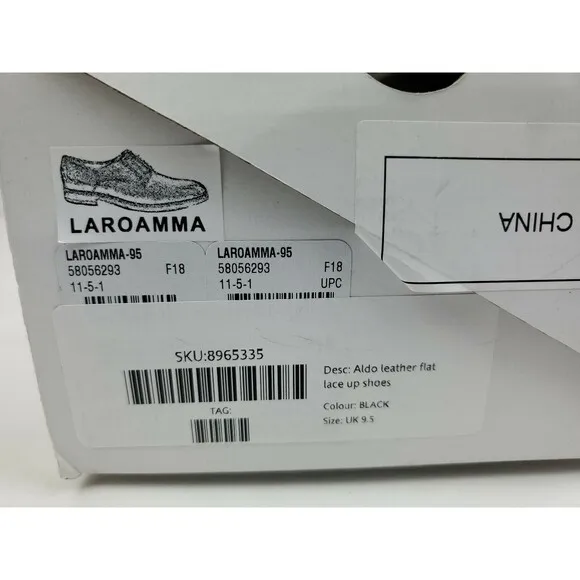 LAROAMMA
LAROAMMA-95
58056293 F18
11-5-1
LAROAMMA-95
58056293 F18
11-5-1 UPC
CHINA
SKU:8965335
TAG:
Desc: Aldo leather flat
lace up shoes
Colour: BLACK
Size: UK 9.5